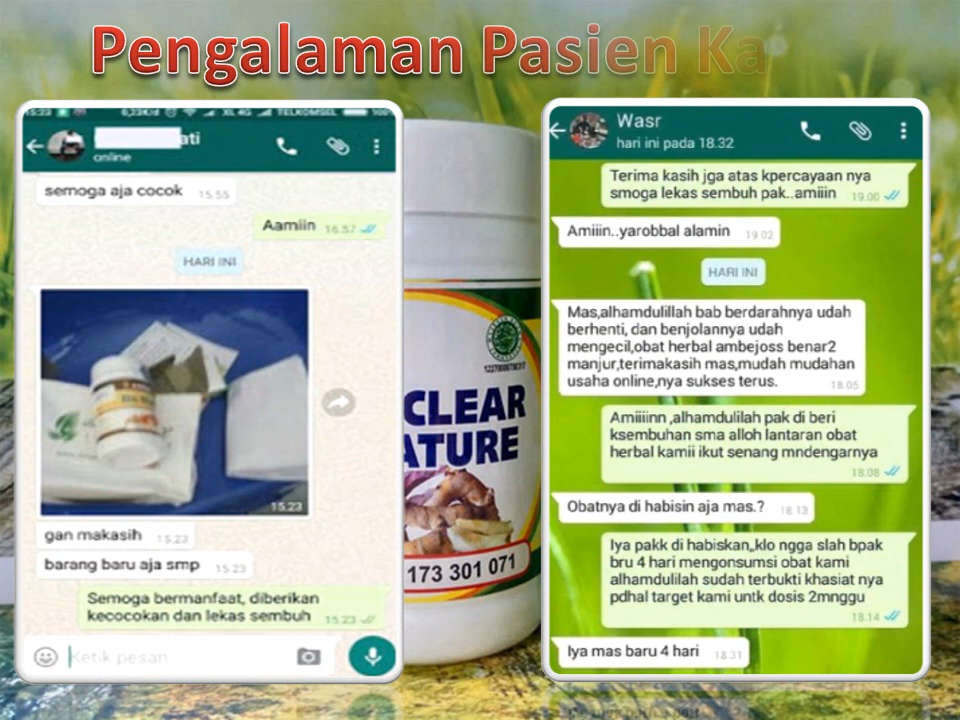 Pengalaman Pasien Ka
15:23
TELKOMSEL
ati
online
semoga aja cocok 15.55
Aamiin 16.57
HARI INI
15.23
gan makasih 15.23
barang baru aja smp 15.23
Semoga bermanfaat, diberikan
kecocokan dan lekas sembuh 15.23
Ketik pesan
CLEAR
ATURE
173 301 071
Wasr
hari ini pada 18.32
Terima kasih jga atas kpercayaan nya
smoga lekas sembuh pak..amiiin 19.00
Amiiin..yarobbal alamin 19.02
HARI INI
Mas,alhamdulillah bab berdarahnya udah
berhenti, dan benjolannya udah
mengecil,obat herbal ambejoss benar2
manjur,terimakasih mas,mudah mudahan
usaha online,nya sukses terus. 18.05
Amiiiinn ,alhamdulilah pak di beri
ksembuhan sma alloh lantaran obat
herbal kamii ikut senang mndengarnya
18.08
Obatnya di habisin aja mas.? 18.13
Iya pakk di habiskan,,klo ngga slah bpak
bru 4 hari mengonsumsi obat kami
alhamdulilah sudah terbukti khasiat nya
pdhal target kami untk dosis 2mnggu
18.14
Iya mas baru 4 hari 18.31